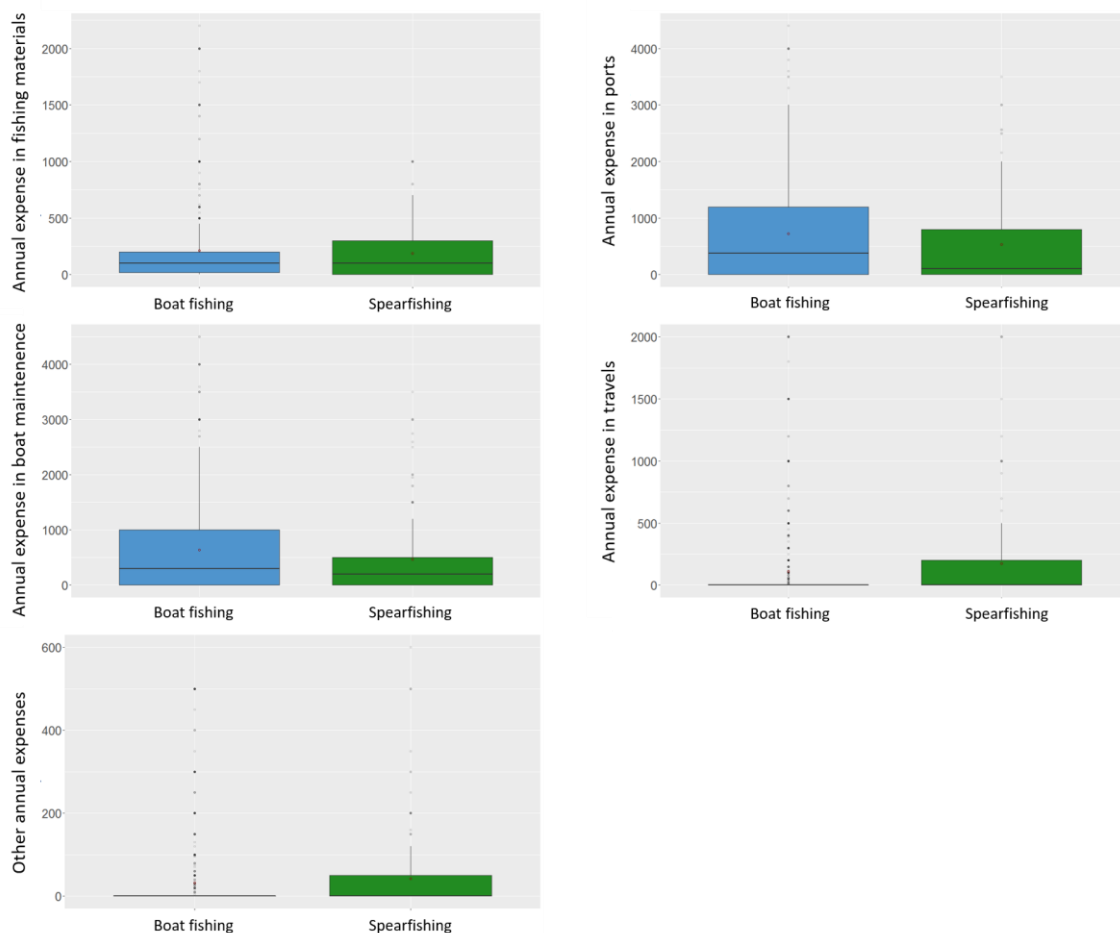 Annual expense in fishing materials
2000
1500
1000
500
0
Boat fishing
Spearfishing
Annual expense in ports
4000
3000
2000
1000
0
Boat fishing
Spearfishing
Annual expense in boat maintenence
4000
3000
2000
1000
0
Boat fishing
Spearfishing
Annual expense in travels
2000
1500
1000
500
0
Boat fishing
Spearfishing
Other annual expenses
600
400
200
0
Boat fishing
Spearfishing